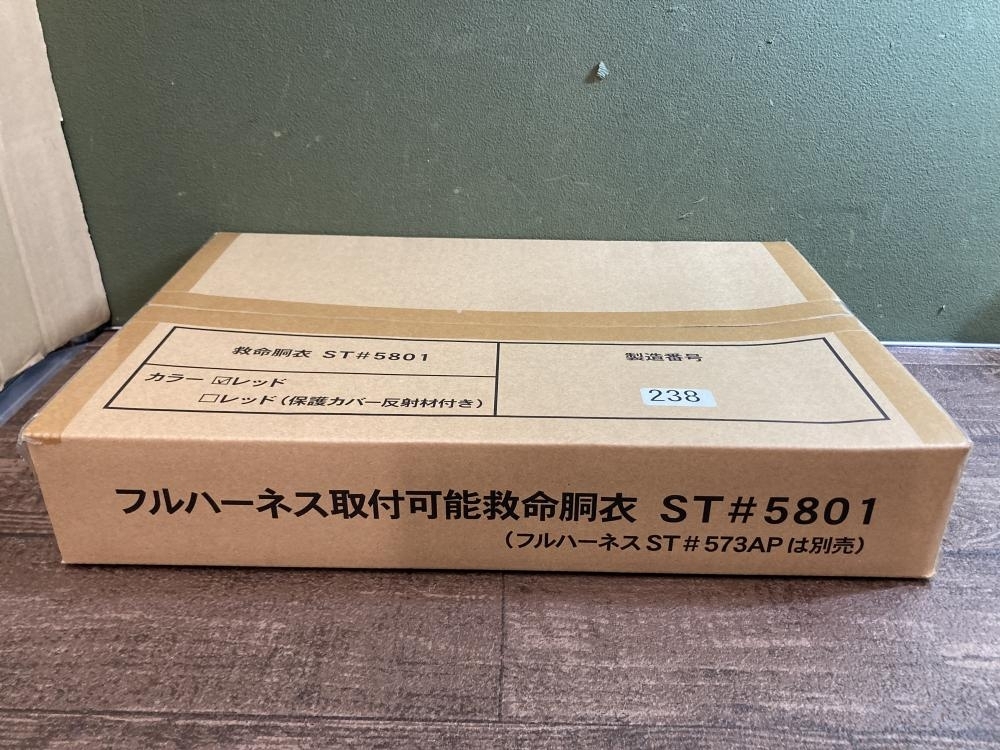 救命胴衣 ST#5801
カラー ☑レッド
□レッド(保護カバー反射材付き)
製造番号
238
フルハーネス取付可能救命胴衣 ST#5801
(フルハーネスST#573APは別売)